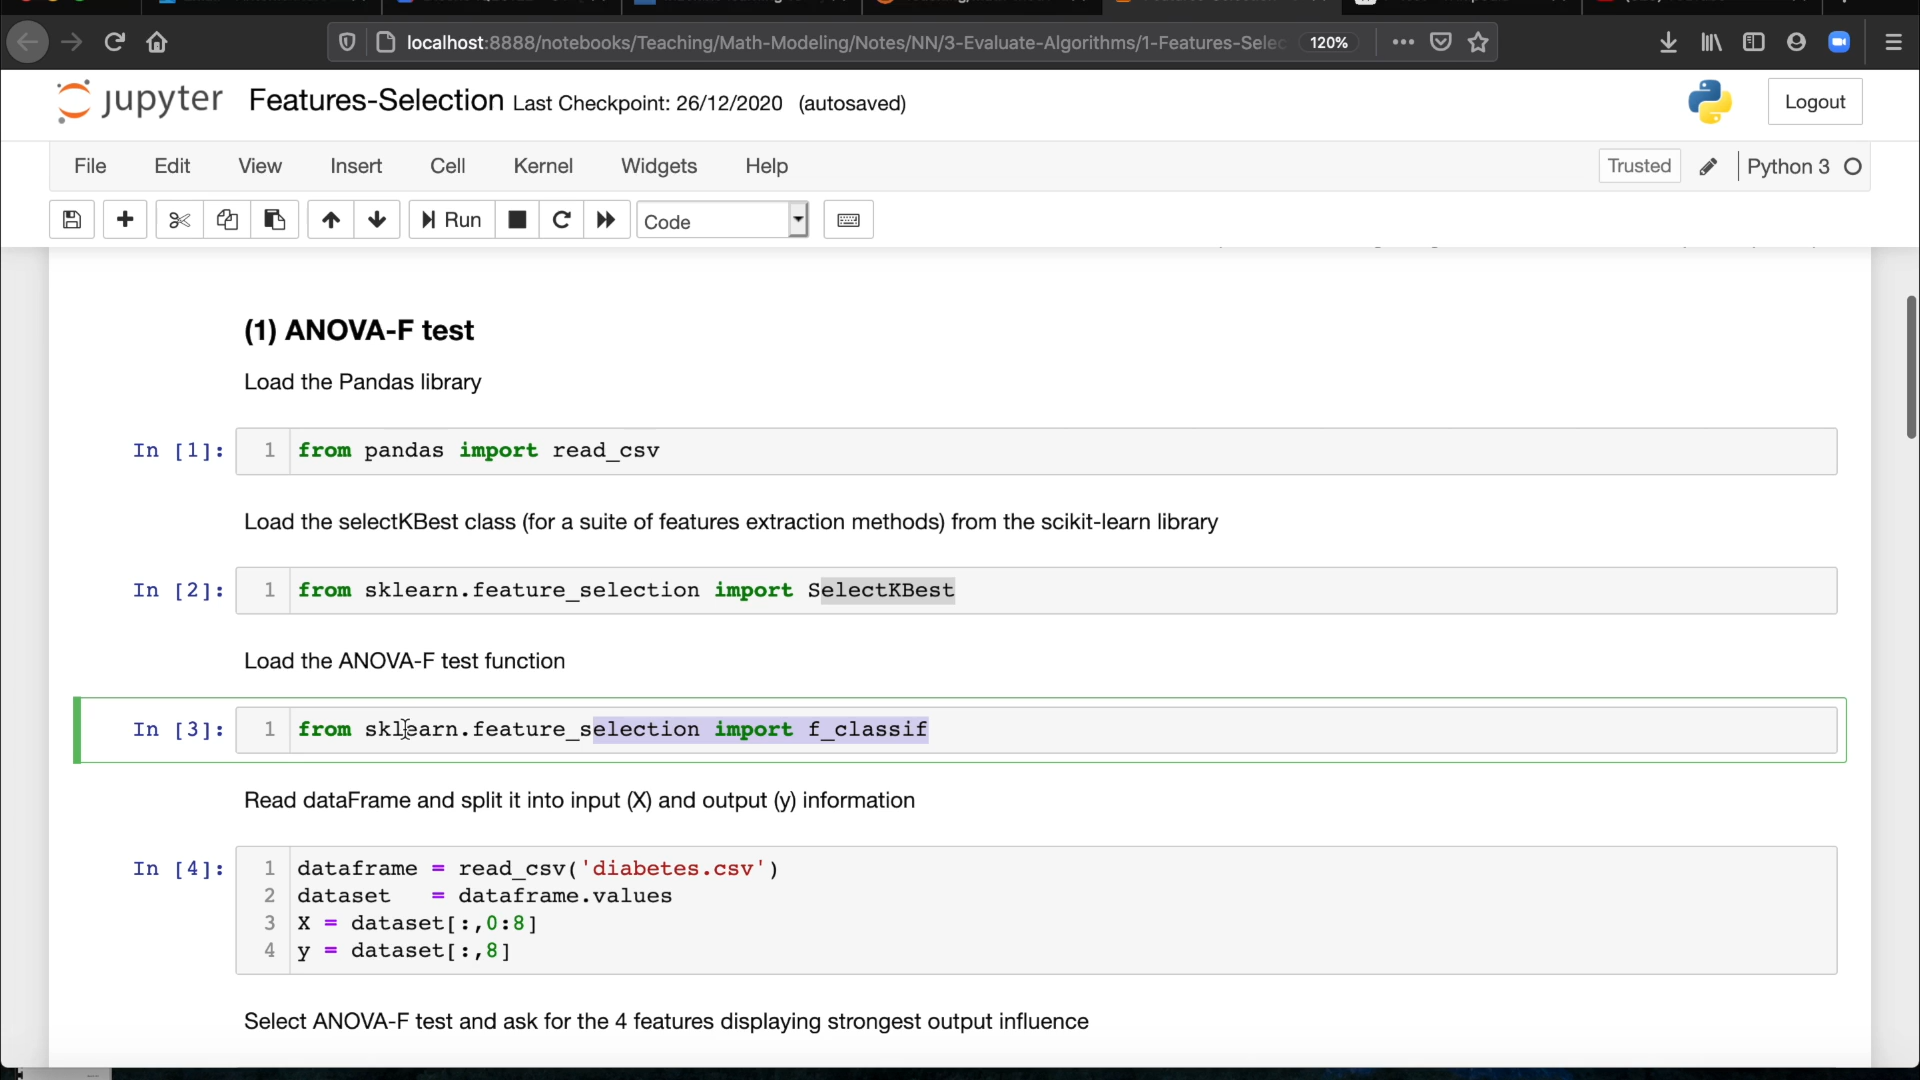 localhost:8888/notebooks/Teaching/Math-Modeling/Notes/NN/3-Evaluate-Algorithms/1-Features-Selec 120%
jupyter Features-Selection Last Checkpoint: 26/12/2020 (autosaved) Logout
File Edit View Insert Cell Kernel Widgets Help Trusted Python 3
Run Code
(1) ANOVA-F test
Load the Pandas library
In [1]: 1 from pandas import read_csv
Load the selectKBest class (for a suite of features extraction methods) from the scikit-learn library
In [2]: 1 from sklearn.feature_selection import SelectKBest
Load the ANOVA-F test function
In [3]: 1 from sklearn.feature_selection import f_classif
Read dataFrame and split it into input (X) and output (y) information
In [4]: 1 dataframe = read_csv('diabetes.csv')
2 dataset = dataframe.values
3 X = dataset[:,0:8]
4 y = dataset[:,8]
Select ANOVA-F test and ask for the 4 features displaying strongest output influence